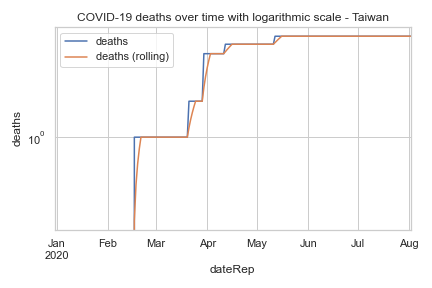 COVID-19 deaths over time with logarithmic scale - Taiwan
deaths
deaths (rolling)
deaths
10⁰
Jan Feb Mar Apr May Jun Jul Aug
2020
dateRep